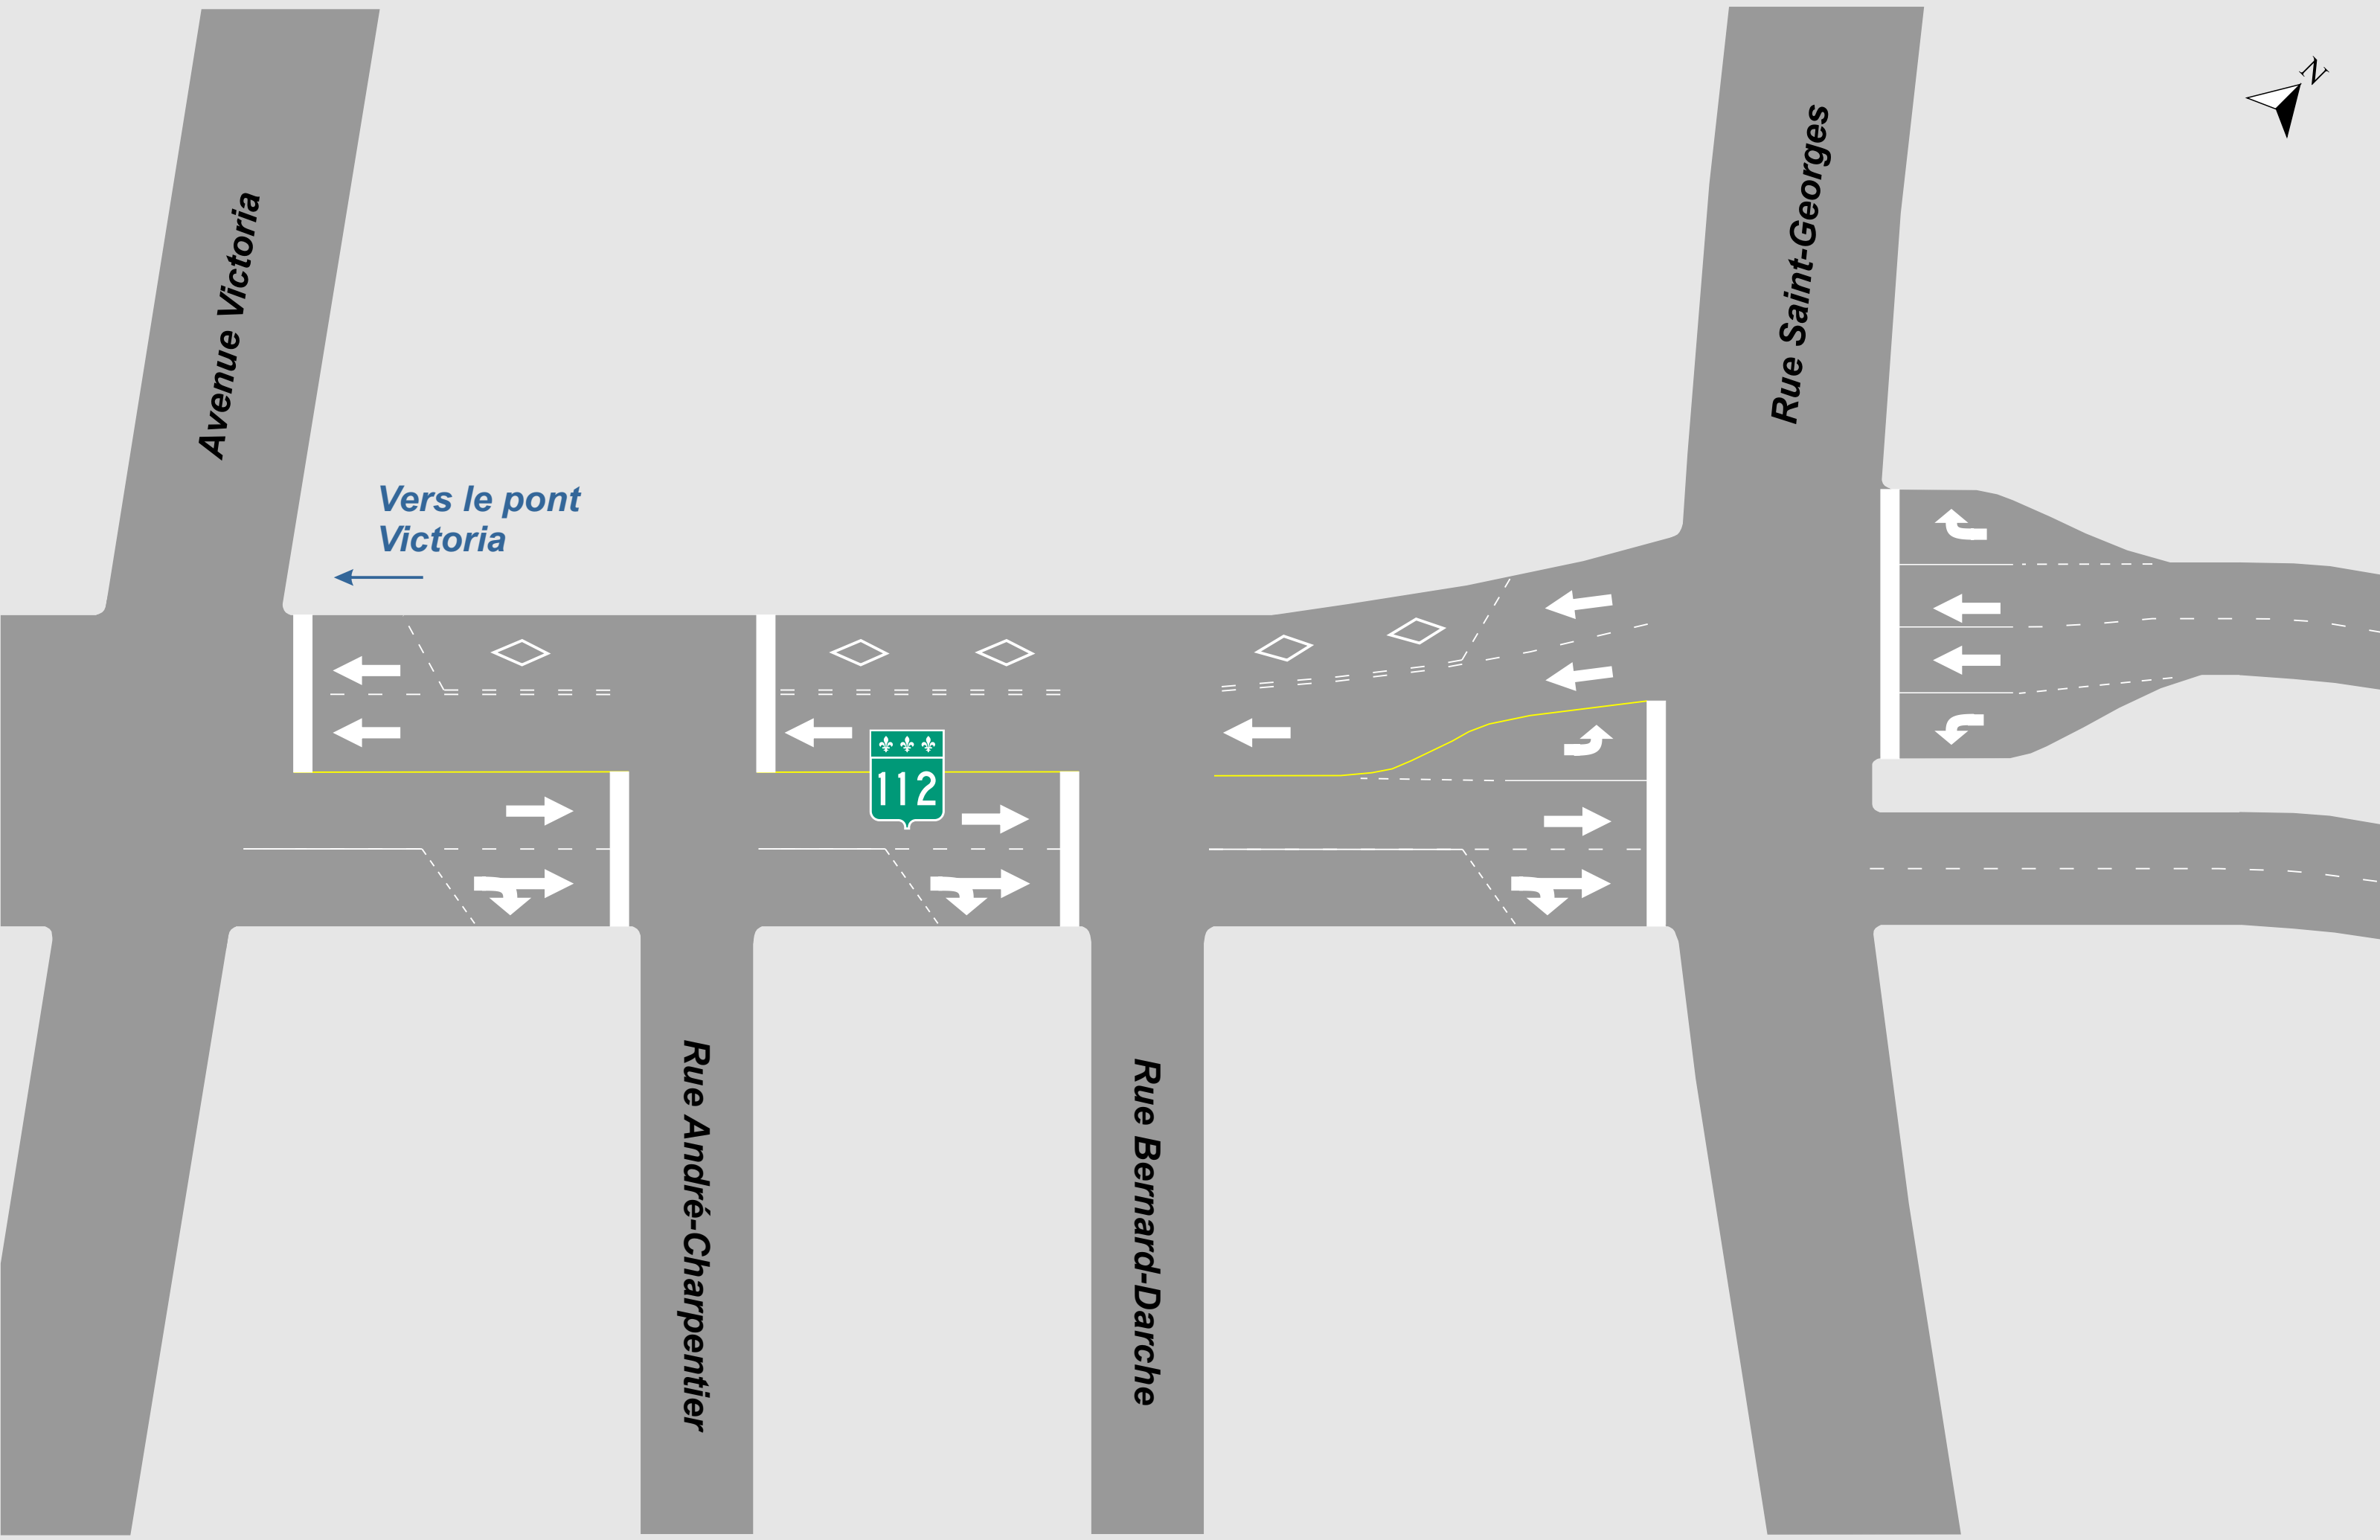 N
Rue Saint-Georges
Avenue Victoria
Vers le pont
Victoria
112
Rue André-Charpentier
Rue Bernard-Darche